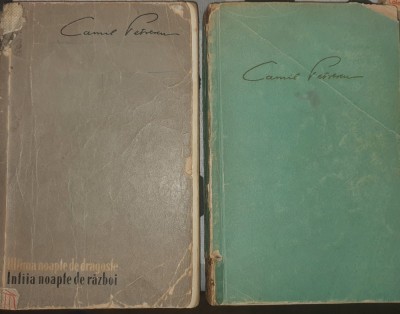 Camil Petrescu
Ultima noapte de dragoste
Intîia noapte de război
Camil Petrescu